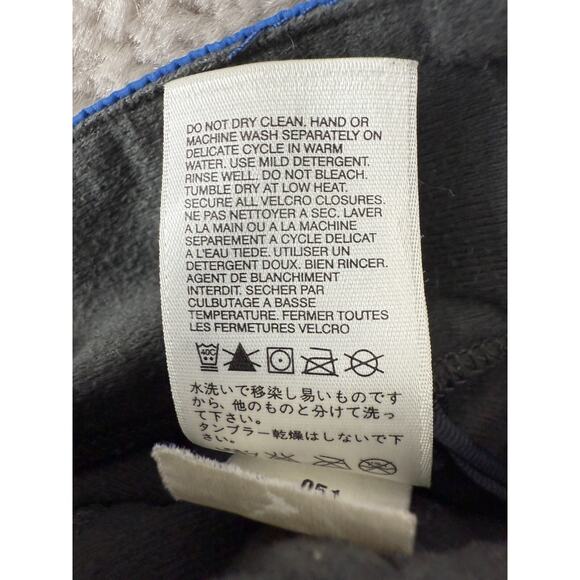 DO NOT DRY CLEAN. HAND OR
MACHINE WASH SEPARATELY ON
DELICATE CYCLE IN WARM
WATER. USE MILD DETERGENT.
RINSE WELL. DO NOT BLEACH.
TUMBLE DRY AT LOW HEAT.
SECURE ALL VELCRO CLOSURES.
NE PAS NETTOYER A SEC. LAVER
A LA MAIN OU A LA MACHINE
SEPAREMENT A CYCLE DELICAT
A L'EAU TIEDE. UTILISER UN
DETERGENT DOUX. BIEN RINCER.
AGENT DE BLANCHIMENT
INTERDIT. SECHER PAR
CULBUTAGE A BASSE
TEMPERATURE. FERMER TOUTES
LES FERMETURES VELCRO
40C
水洗いで移染し易いものです
から、他のものと分けて洗っ
て下さい。
タンブラー乾燥はしないで下
さい。